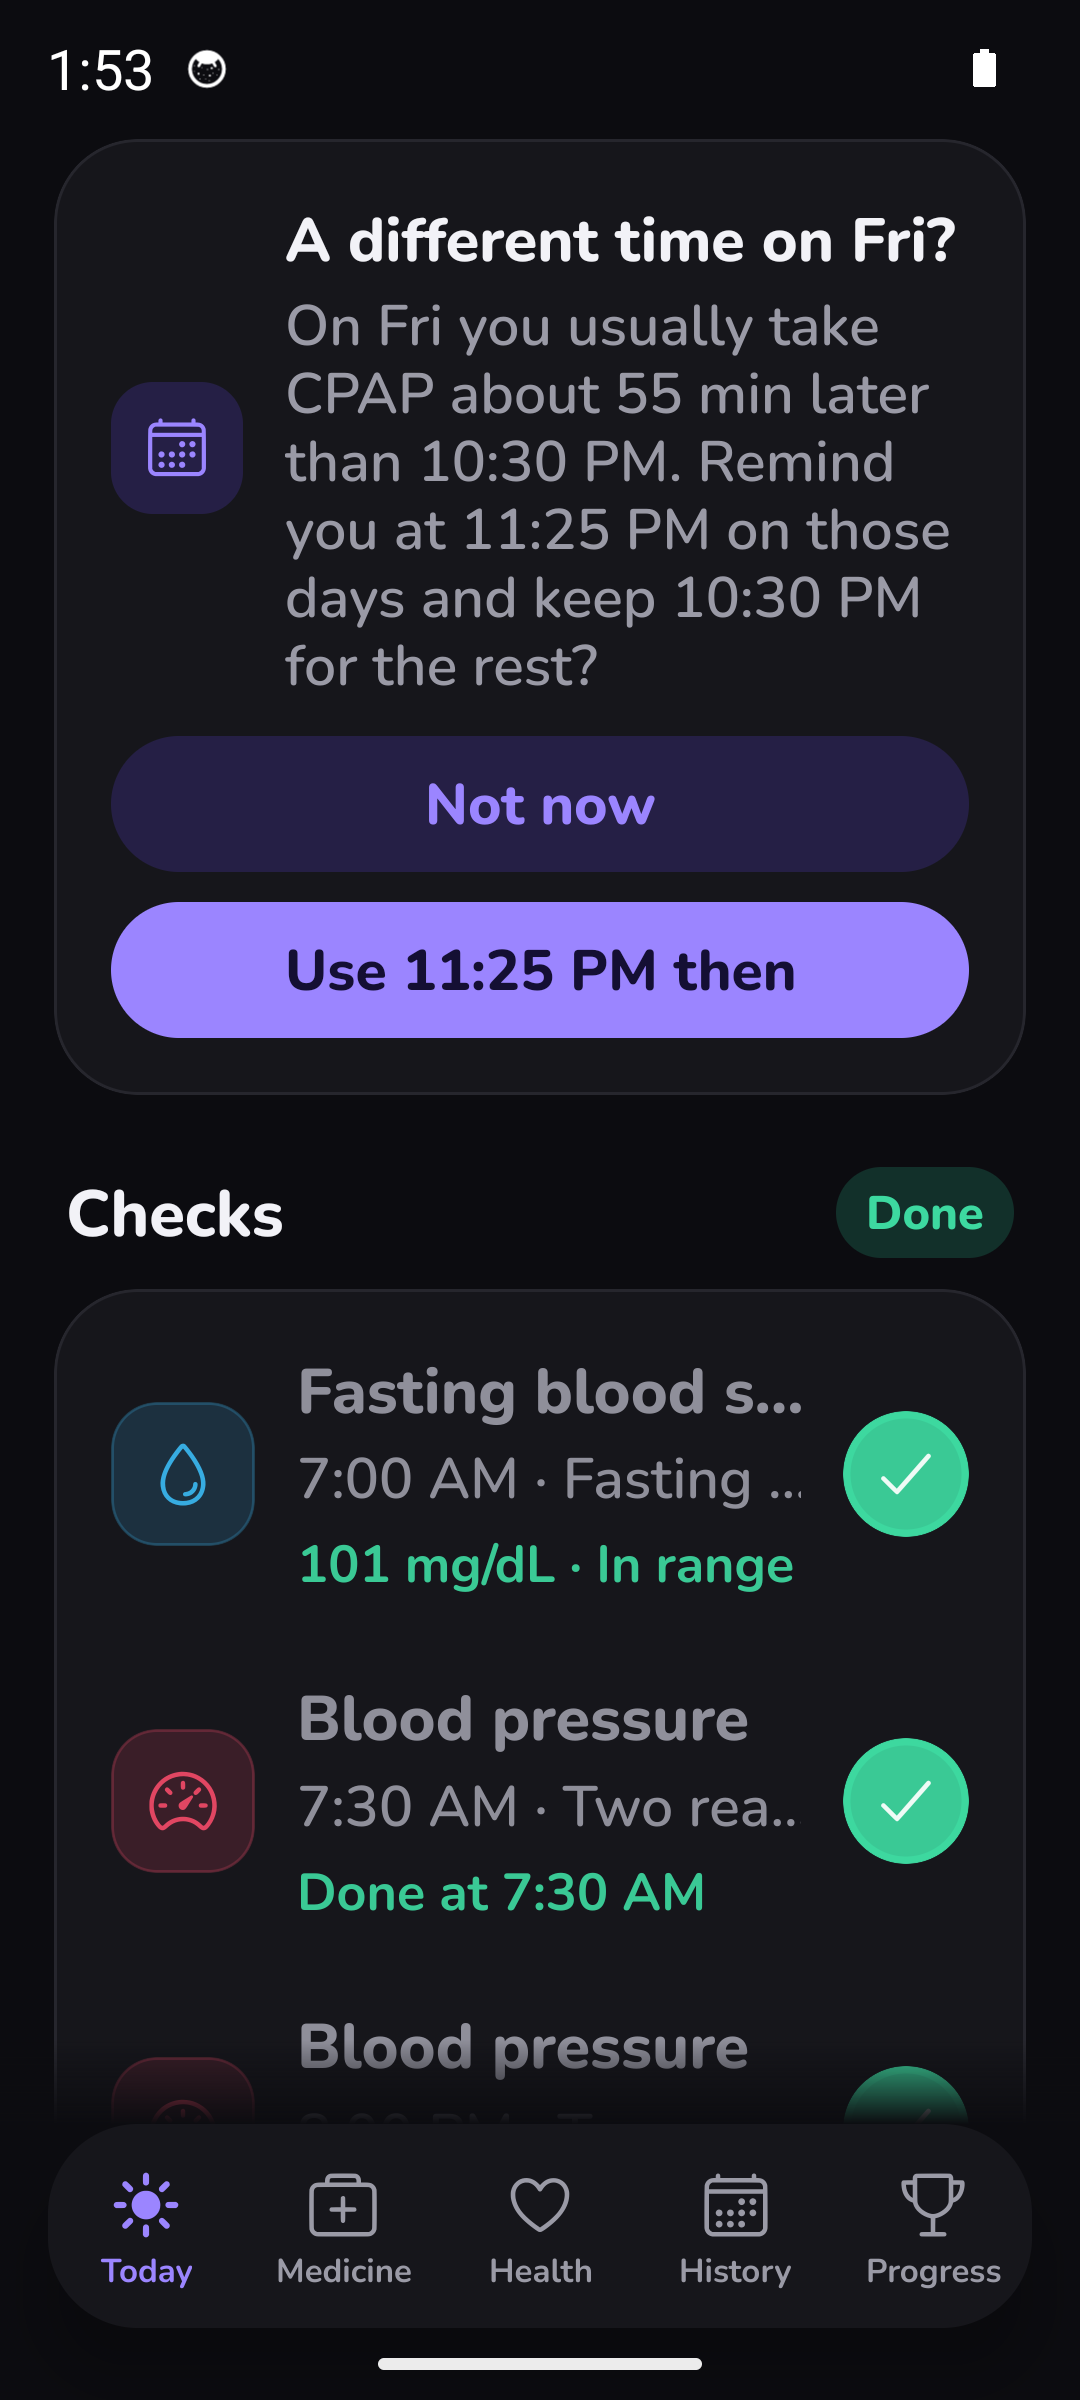 1:53
A different time on Fri?
On Fri you usually take
CPAP about 55 min later
than 10:30 PM. Remind
you at 11:25 PM on those
days and keep 10:30 PM
for the rest?
Not now
Use 11:25 PM then
Checks
Done
Fasting blood s...
7:00 AM · Fasting ...
101 mg/dL · In range
Blood pressure
7:30 AM · Two rea...
Done at 7:30 AM
Blood pressure
Today
Medicine
Health
History
Progress